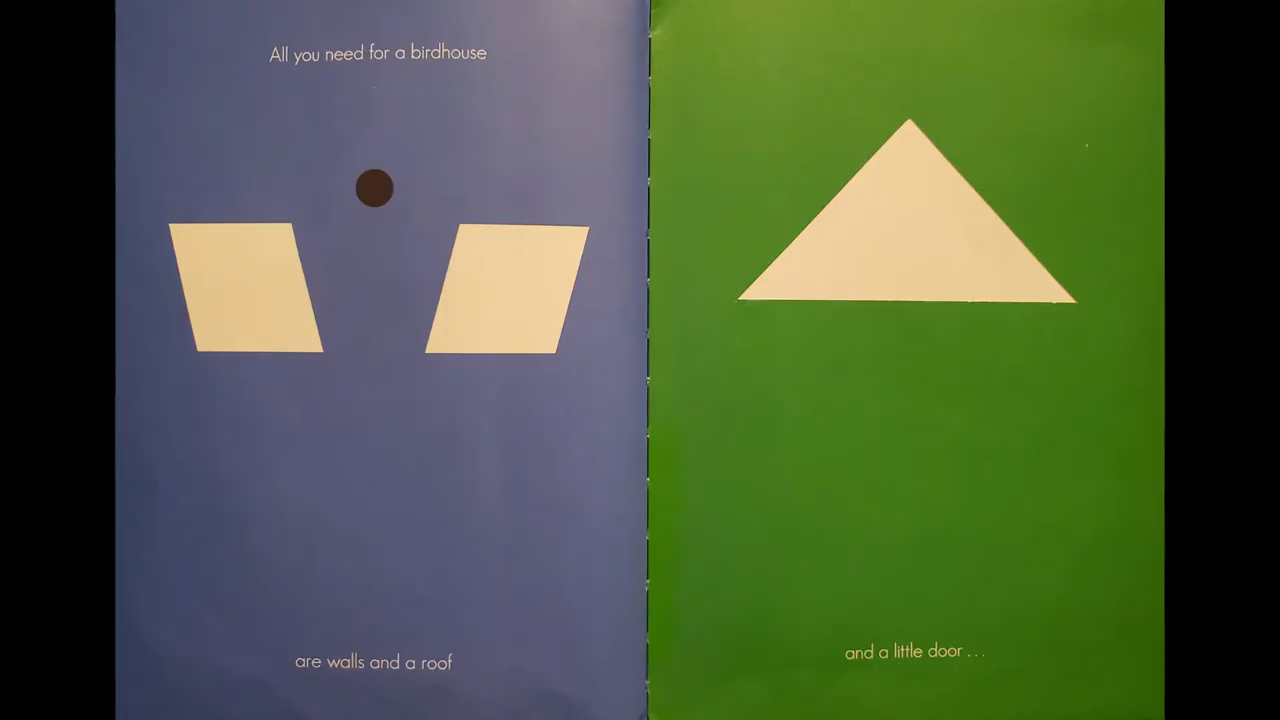 All you need for a birdhouse
are walls and a roof
and a little door . . .